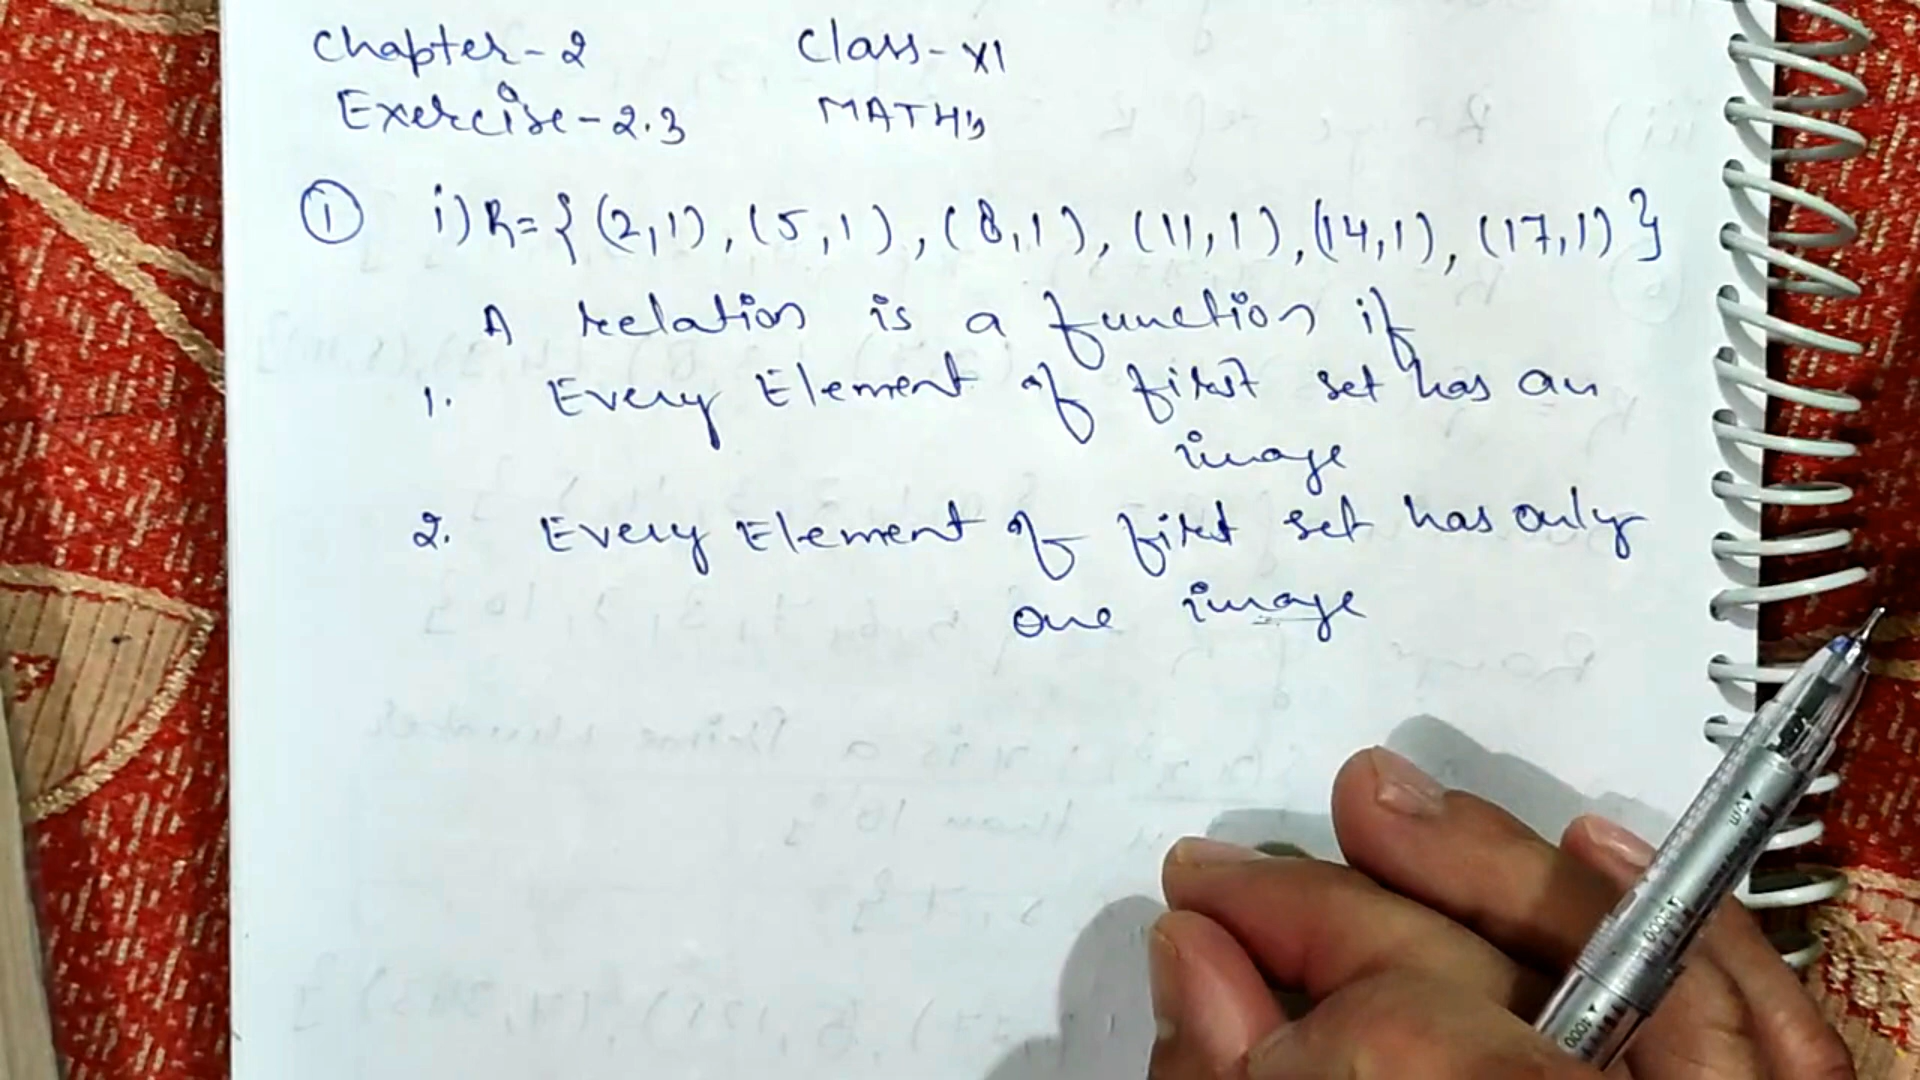 Chapter-2 Class-XI
Exercise-2.3 MATH's
① i) R= { (2,1), (5,1), (8,1), (11,1), (14,1), (17,1) }
A relation is a function if
1. Every Element of first set has an
image
2. Every Element of first set has only
one image